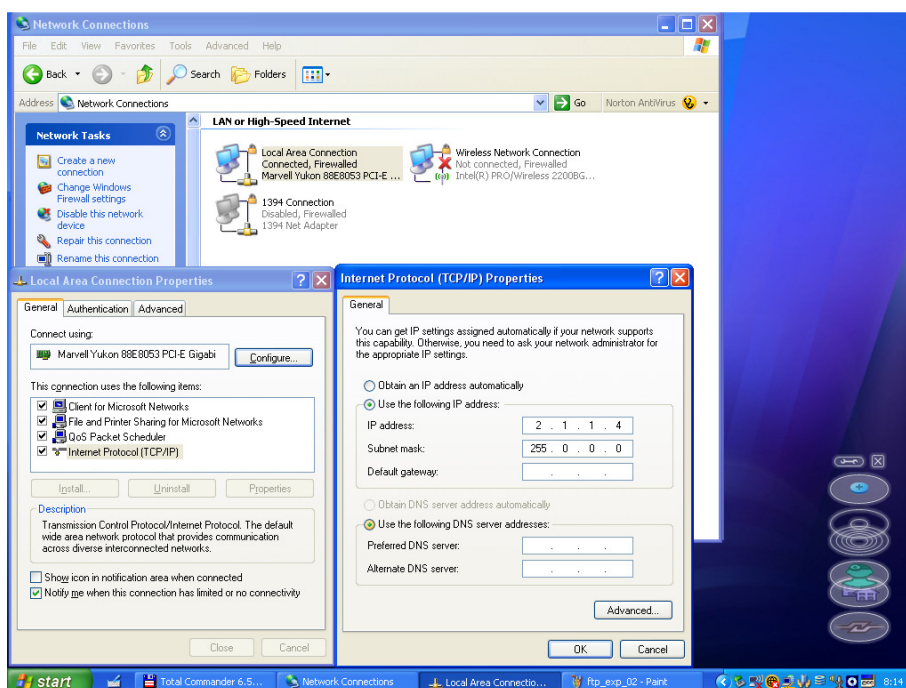 Network Connections
File Edit View Favorites Tools Advanced Help
Back Search Folders
Address Network Connections Go Norton AntiVirus
Network Tasks
Create a new
connection
Change Windows
Firewall settings
Disable this network
device
Repair this connection
Rename this connection
LAN or High-Speed Inter
Local Area Connection
Connected, Firewalled
Marvell Yukon 88E8053 PCI-E ...
Wireless Network Connection
Not connected, Firewalled
Intel(R) PRO/Wireless 2200BG...
1394 Connection
Disabled, Firewalled
1394 Net Adapter
Local Area Connection Properties
General Authentication Advanced
Connect using:
Marvell Yukon 88E8053 PCI-E Gigabi Configure...
This connection uses the following items:
Client for Microsoft Networks
File and Printer Sharing for Microsoft Networks
QoS Packet Scheduler
Internet Protocol (TCP/IP)
Install... Uninstall Properties
Description
Transmission Control Protocol/Internet Protocol. The default
wide area network protocol that provides communication
across diverse interconnected networks.
Show icon in notification area when connected
Notify me when this connection has limited or no connectivity
Close Cancel
Internet Protocol (TCP/IP) Properties
General
You can get IP settings assigned automatically if your network supports
this capability. Otherwise, you need to ask your network administrator for
the appropriate IP settings.
Obtain an IP address automatically
Use the following IP address:
IP address: 2 . 1 . 1 . 4
Subnet mask: 255 . 0 . 0 . 0
Default gateway: . . .
Obtain DNS server address automatically
Use the following DNS server addresses:
Preferred DNS server: . . .
Alternate DNS server: . . .
Advanced...
OK Cancel
start Total Commander 6.5... Network Connections Local Area Connectio... ftp_exp_02 - Paint 8:14